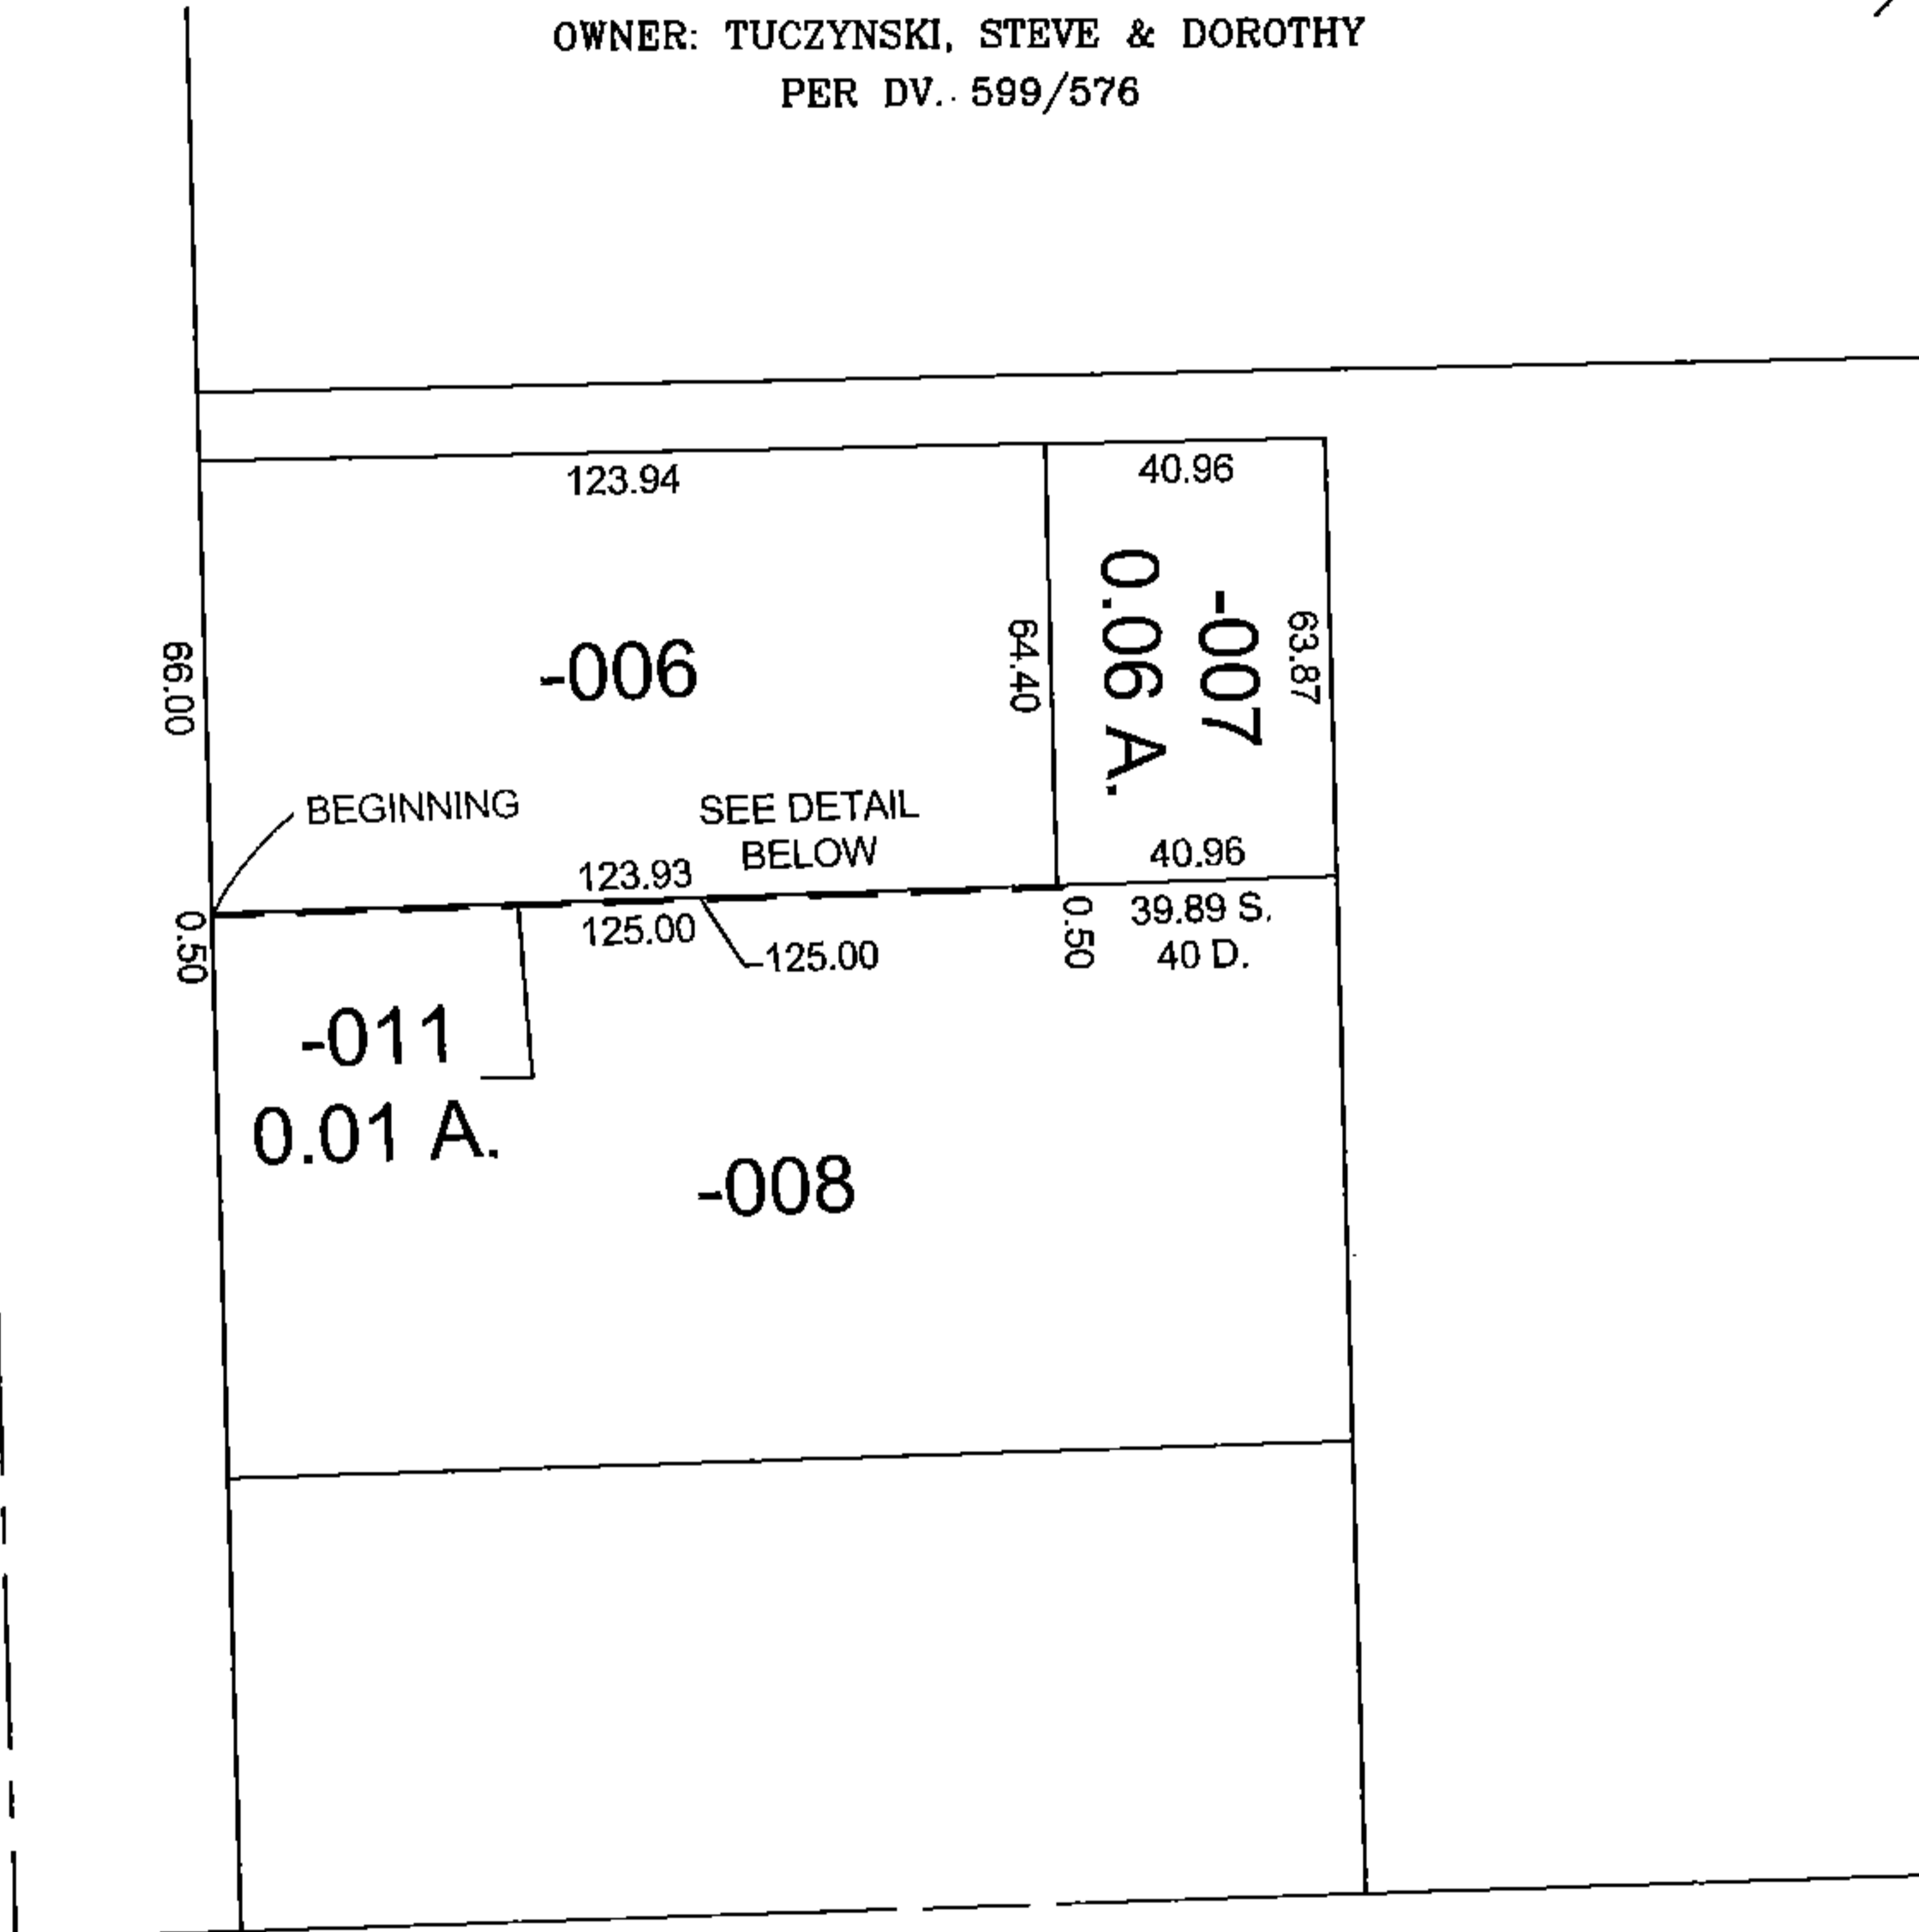 OWNER: TUCZYNSKI, STEVE & DOROTHY
PER DV. 599/576
123.94
40.96
66.00
-006
64.40
0.06 A.
-007
63.87
BEGINNING
SEE DETAIL
BELOW
123.93
40.96
0.50
125.00
125.00
0.50
39.89 S.
40 D.
-011
0.01 A.
-008